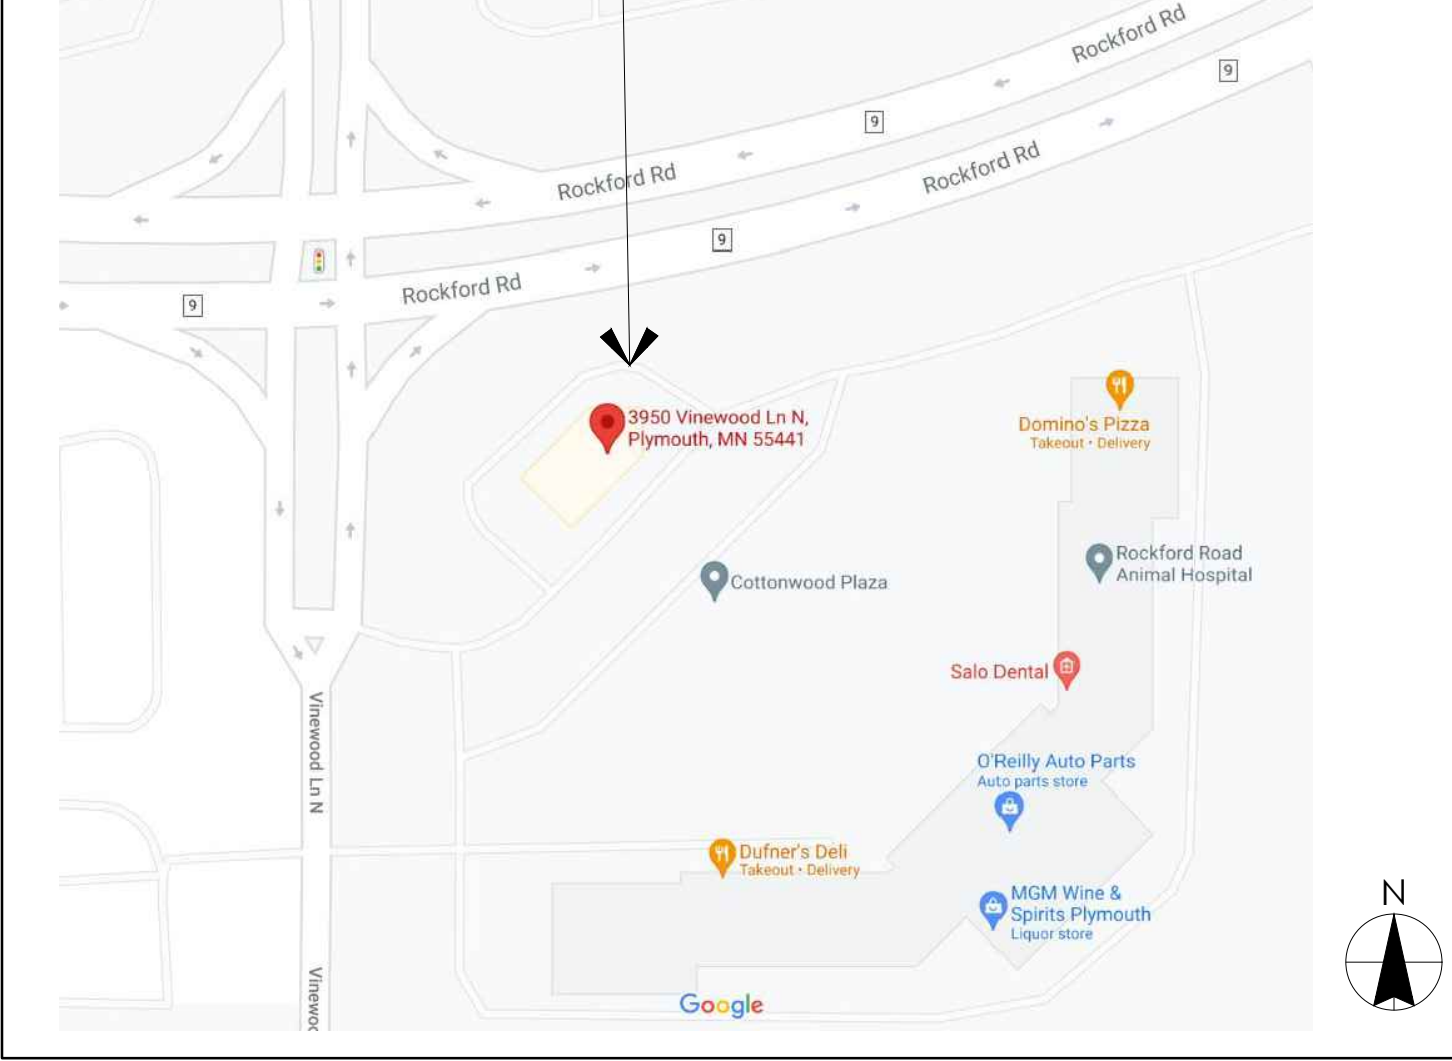 Rockford Rd
9
9
Rockford Rd
Rockford Rd
9
Rockford Rd
9
3950 Vinewood Ln N,
Plymouth, MN 55441
Domino's Pizza
Takeout • Delivery
Rockford Road
Animal Hospital
Cottonwood Plaza
Salo Dental
Vinewood Ln N
O'Reilly Auto Parts
Auto parts store
Dufner's Deli
Takeout • Delivery
MGM Wine &
Spirits Plymouth
Liquor store
N
Vinewoo
Google